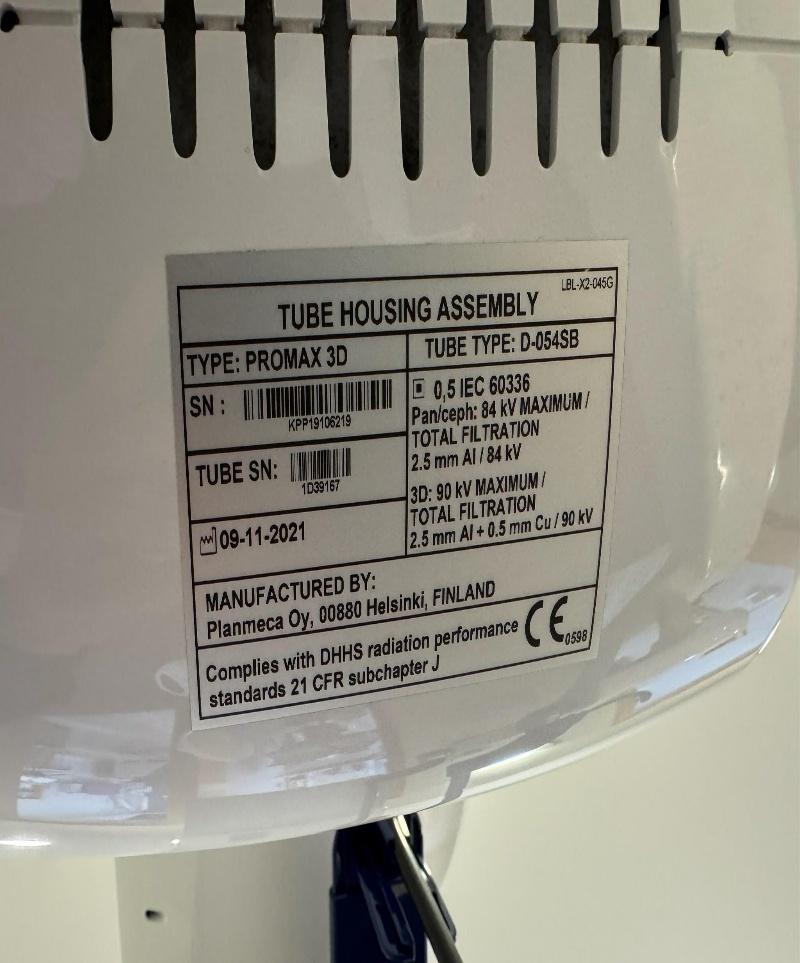 LBL-X2-045G
TUBE HOUSING ASSEMBLY
TYPE: PROMAX 3D
TUBE TYPE: D-054SB
SN :
KPP19106219
TUBE SN:
1D39167
09-11-2021
0,5 IEC 60336
Pan/ceph: 84 kV MAXIMUM /
TOTAL FILTRATION
2.5 mm Al / 84 kV
3D: 90 kV MAXIMUM /
TOTAL FILTRATION
2.5 mm Al + 0.5 mm Cu / 90 kV
MANUFACTURED BY:
Planmeca Oy, 00880 Helsinki, FINLAND
Complies with DHHS radiation performance
standards 21 CFR subchapter J
CE 0598